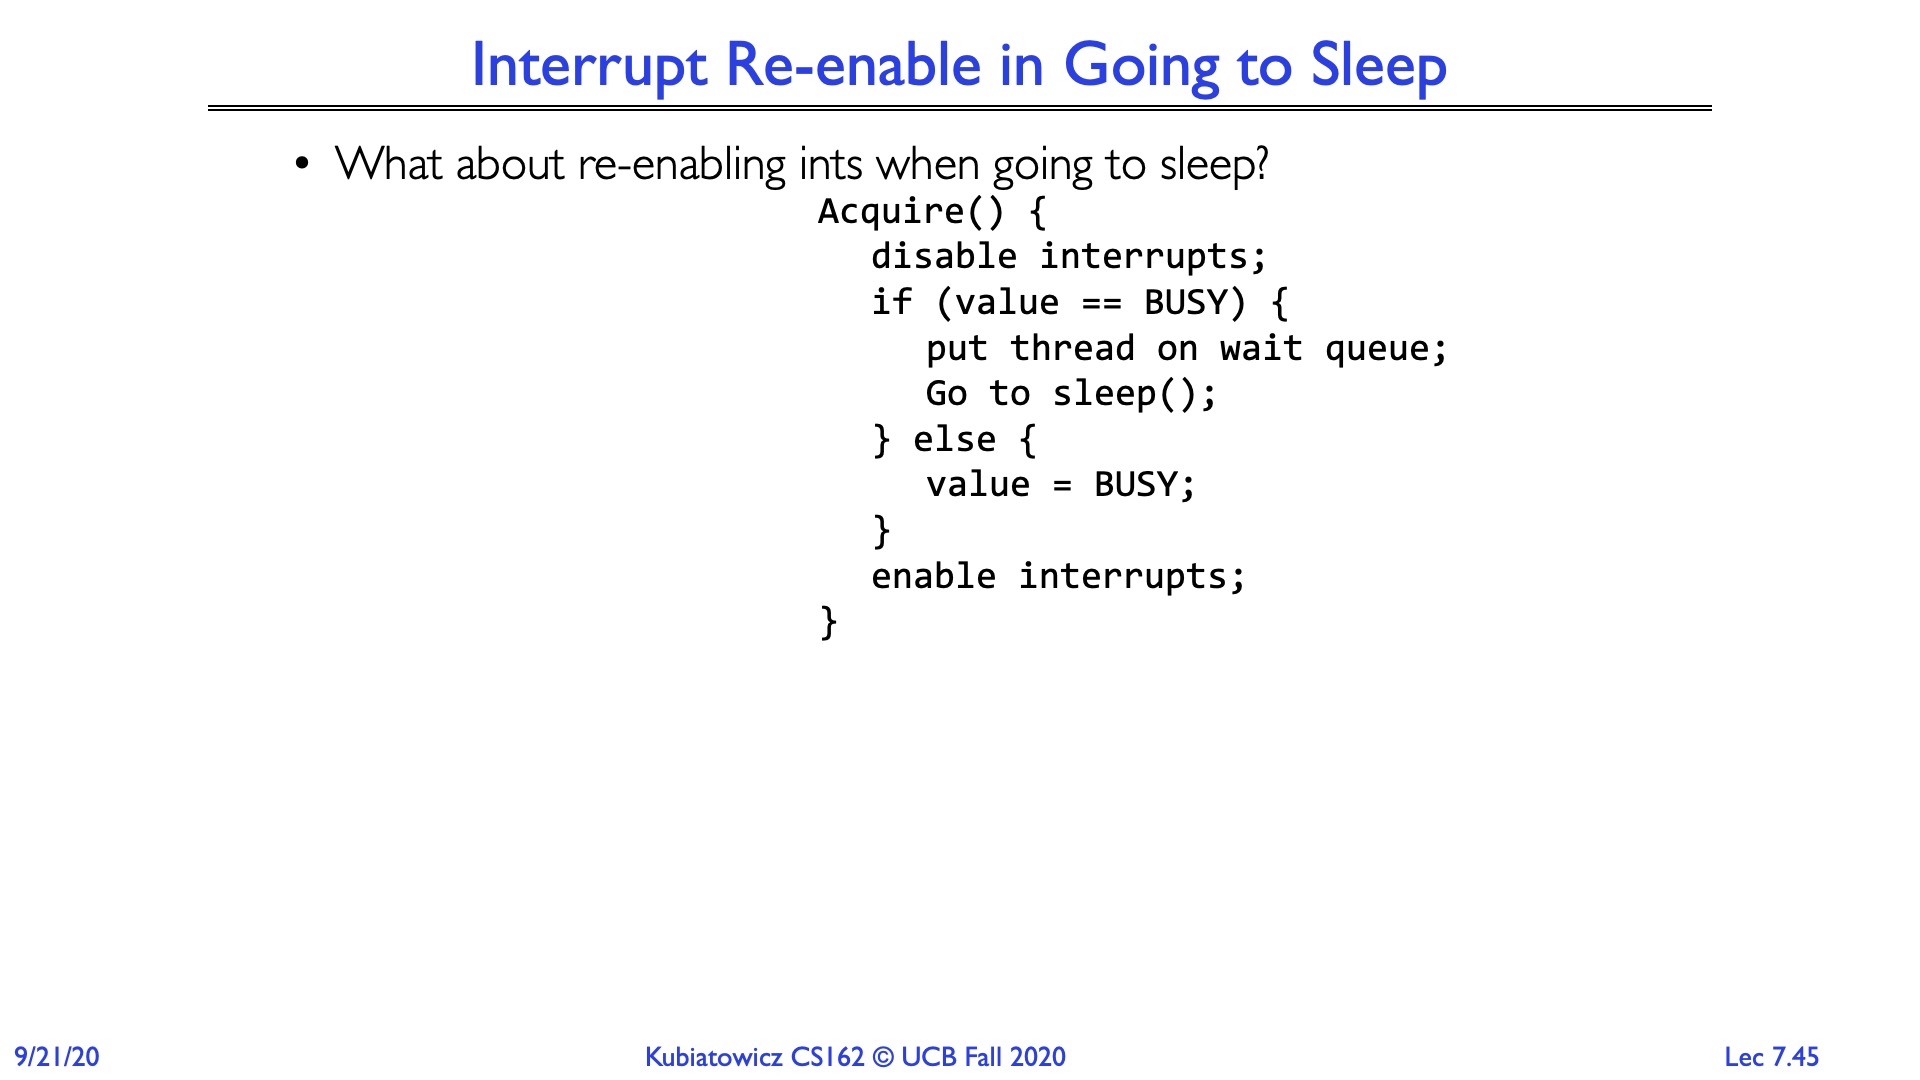 Interrupt Re-enable in Going to Sleep
• What about re-enabling ints when going to sleep?
Acquire() {
disable interrupts;
if (value == BUSY) {
put thread on wait queue;
Go to sleep();
} else {
value = BUSY;
}
enable interrupts;
}
9/21/20
Kubiatowicz CS162 © UCB Fall 2020
Lec 7.45